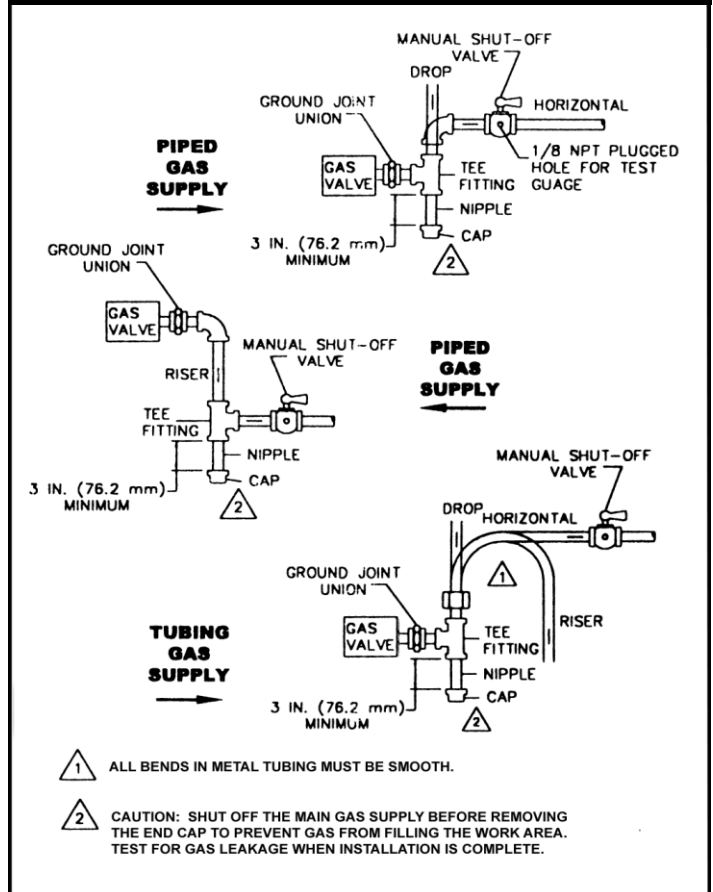 MANUAL SHUT-OFF
VALVE
DROP
GROUND JOINT
UNION
HORIZONTAL
PIPED
GAS
SUPPLY
GAS
VALVE
TEE
FITTING
1/8 NPT PLUGGED
HOLE FOR TEST
GUAGE
NIPPLE
CAP
3 IN. (76.2 mm)
MINIMUM
2
GROUND JOINT
UNION
GAS
VALVE
MANUAL SHUT-OFF
VALVE
RISER
PIPED
GAS
SUPPLY
TEE
FITTING
NIPPLE
CAP
3 IN. (76.2 mm)
MINIMUM
2
MANUAL SHUT-OFF
VALVE
DROP
HORIZONTAL
1
GROUND JOINT
UNION
RISER
TUBING
GAS
SUPPLY
GAS
VALVE
TEE
FITTING
NIPPLE
CAP
3 IN. (76.2 mm)
MINIMUM
2
1 ALL BENDS IN METAL TUBING MUST BE SMOOTH.
2 CAUTION: SHUT OFF THE MAIN GAS SUPPLY BEFORE REMOVING
THE END CAP TO PREVENT GAS FROM FILLING THE WORK AREA.
TEST FOR GAS LEAKAGE WHEN INSTALLATION IS COMPLETE.